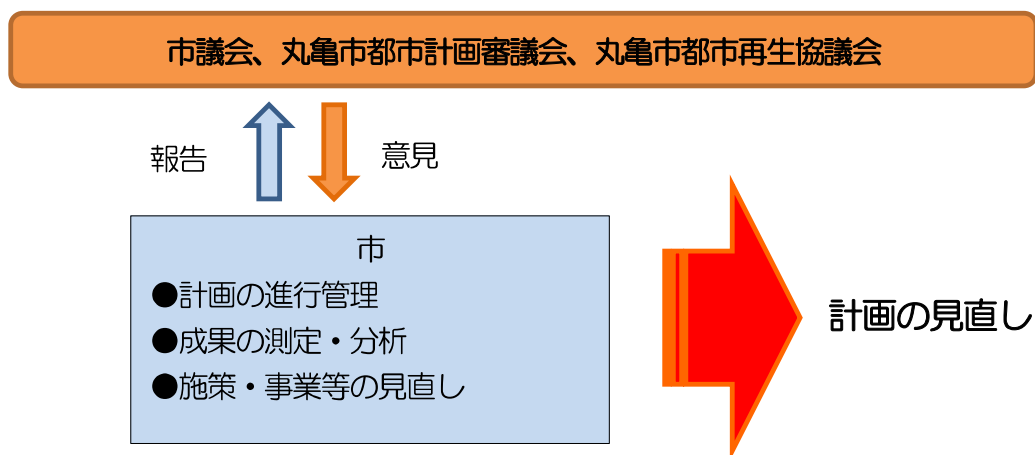 市議会、丸亀市都市計画審議会、丸亀市都市再生協議会
報告
意見
市
●計画の進行管理
●成果の測定・分析
●施策・事業等の見直し
計画の見直し